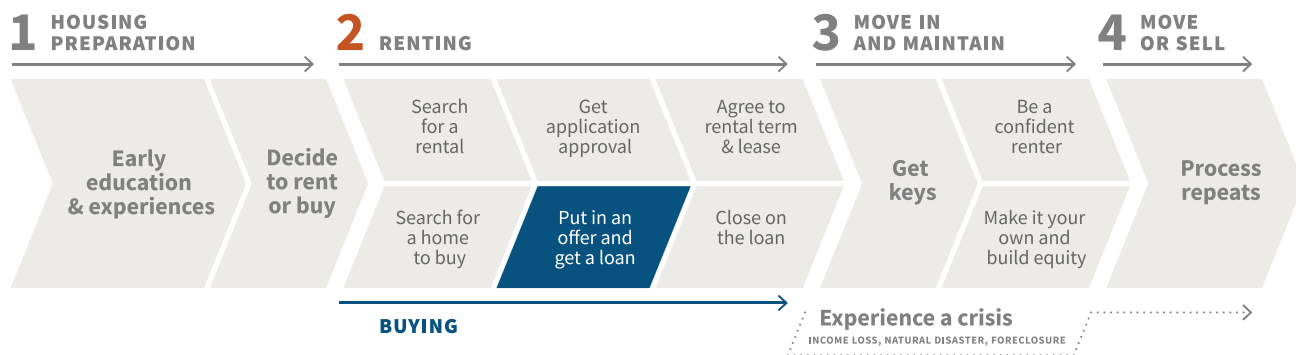 1 HOUSING
PREPARATION
2 RENTING
3 MOVE IN
AND MAINTAIN
4 MOVE
OR SELL
Early
education
& experiences
Decide
to rent
or buy
Search
for a
rental
Get
application
approval
Agree to
rental term
& lease
Search for
a home
to buy
Put in an
offer and
get a loan
Close on
the loan
Get
keys
Be a
confident
renter
Make it your
own and
build equity
Process
repeats
BUYING
Experience a crisis
INCOME LOSS, NATURAL DISASTER, FORECLOSURE